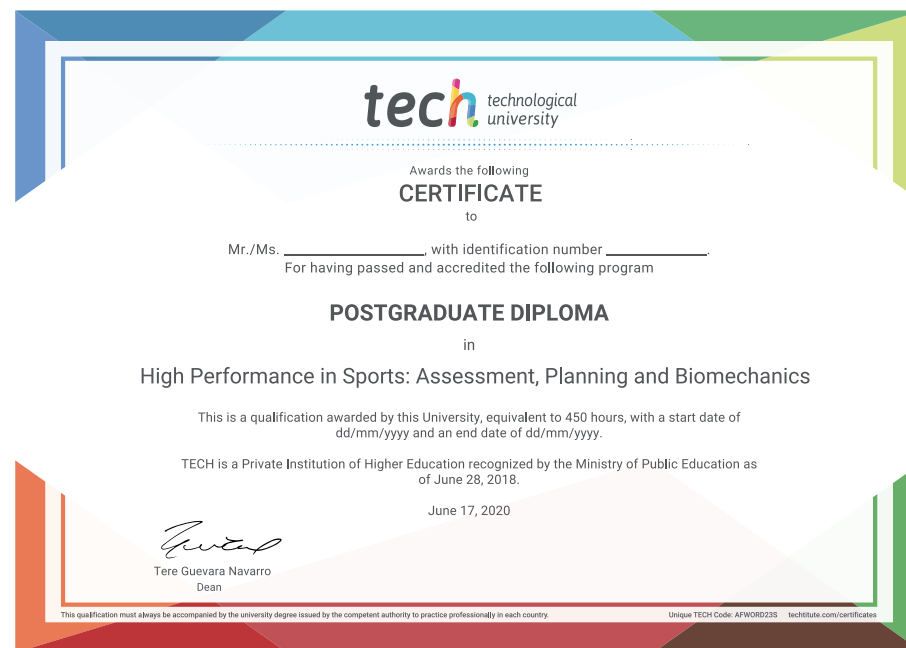 tech technological
university
Awards the following
CERTIFICATE
to
Mr./Ms. ____________________, with identification number ______________.
For having passed and accredited the following program
POSTGRADUATE DIPLOMA
in
High Performance in Sports: Assessment, Planning and Biomechanics
This is a qualification awarded by this University, equivalent to 450 hours, with a start date of
dd/mm/yyyy and an end date of dd/mm/yyyy.
TECH is a Private Institution of Higher Education recognized by the Ministry of Public Education as
of June 28, 2018.
June 17, 2020
Tere Guevara Navarro
Dean
This qualification must always be accompanied by the university degree issued by the competent authority to practice professionally in each country. Unique TECH Code: AFWORD23S techtitute.com/certificates